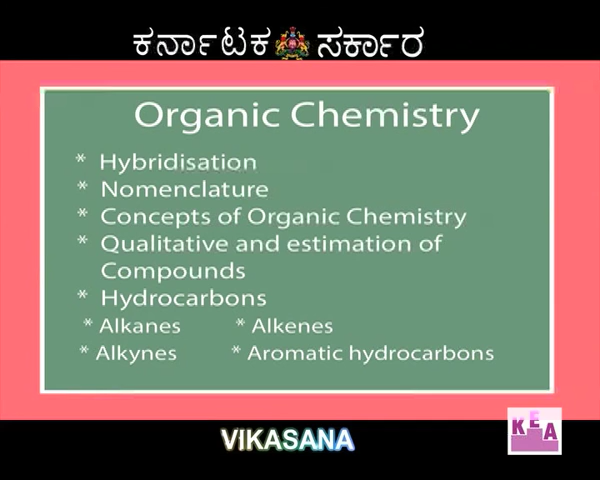 ಕರ್ನಾಟಕ ಸರ್ಕಾರ
Organic Chemistry
* Hybridisation
* Nomenclature
* Concepts of Organic Chemistry
* Qualitative and estimation of
Compounds
* Hydrocarbons
* Alkanes * Alkenes
* Alkynes * Aromatic hydrocarbons
VIKASANA
KEA